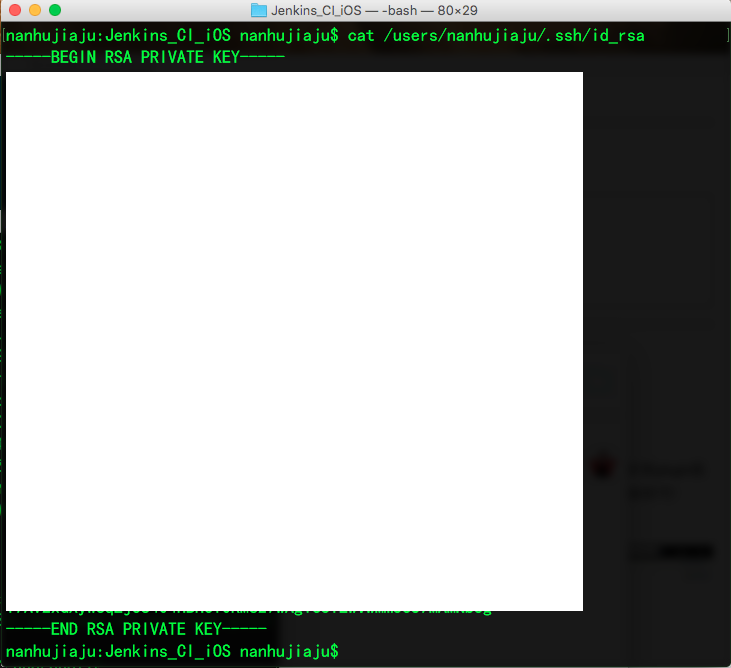 Jenkins_CI_iOS — -bash — 80×29
[nanhujiaju:Jenkins_CI_iOS nanhujiaju$ cat /users/nanhujiaju/.ssh/id_rsa ]
-----BEGIN RSA PRIVATE KEY-----
-----END RSA PRIVATE KEY-----
nanhujiaju:Jenkins_CI_iOS nanhujiaju$